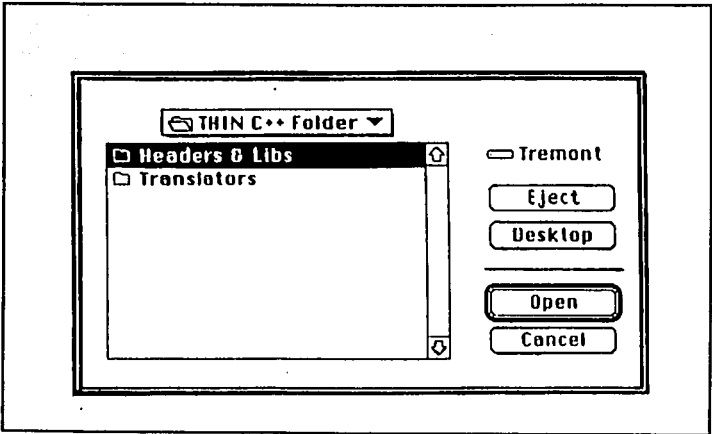 THIN C++ Folder
Headers & Libs
Translators
Tremont
Eject
Desktop
Open
Cancel